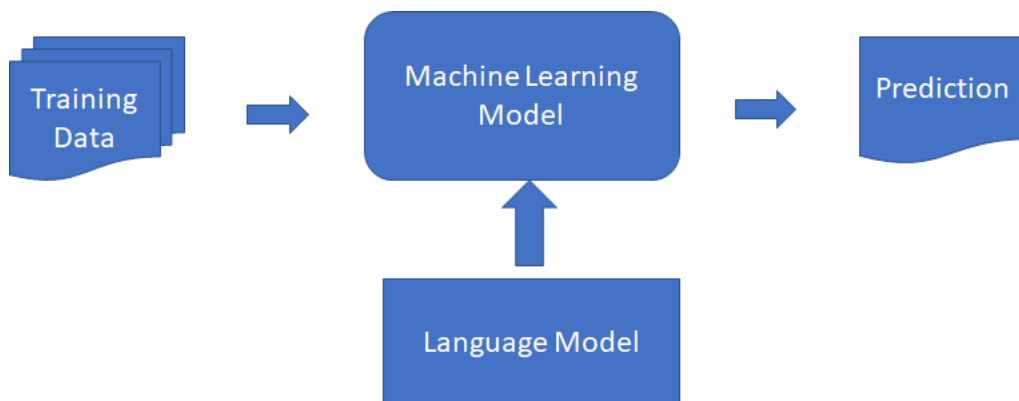 Training
Data
Machine Learning
Model
Prediction
Language Model